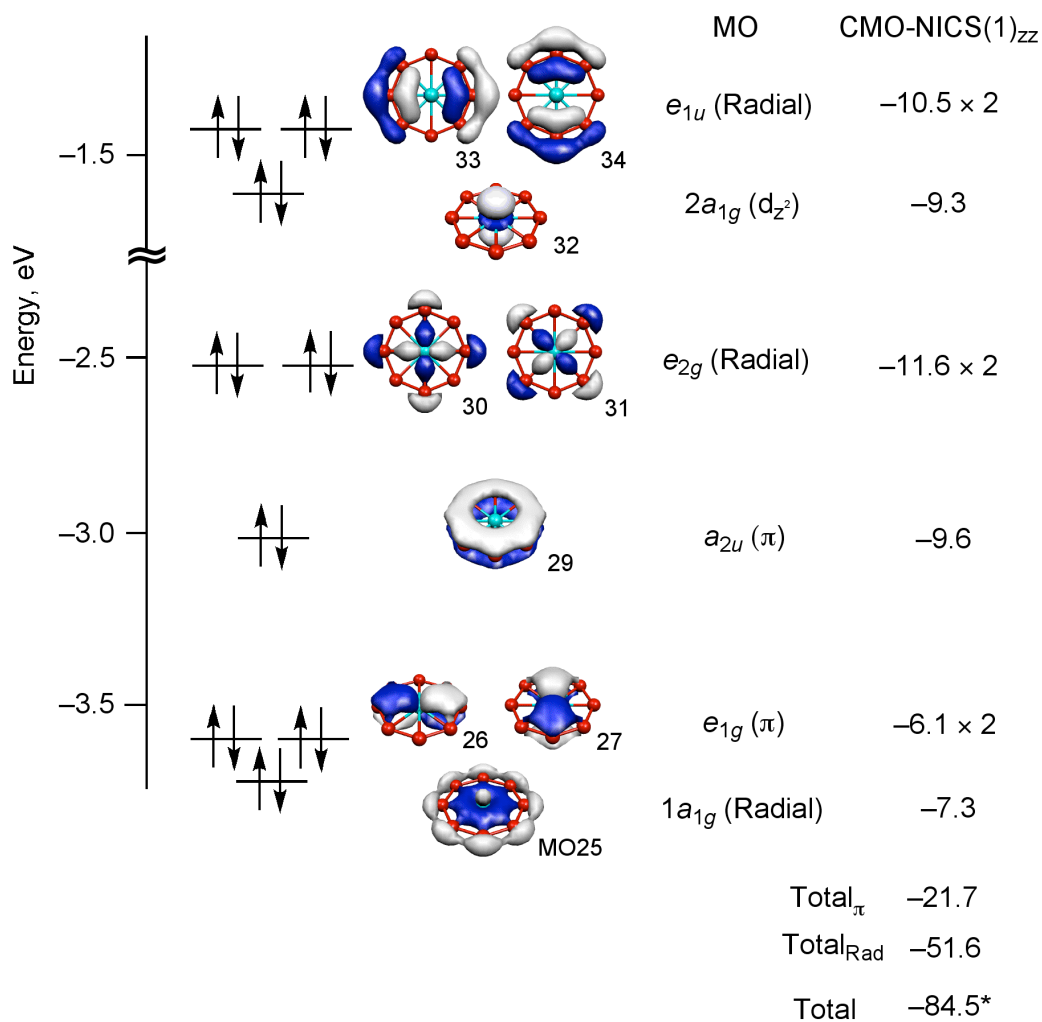 MO CMO-NICS(1)zz
e1u (Radial) –10.5 × 2
33 34
–1.5
2a1g (dz²) –9.3
32
Energy, eV
–2.5
e2g (Radial) –11.6 × 2
30 31
–3.0
a2u (π) –9.6
29
–3.5
e1g (π) –6.1 × 2
26 27
1a1g (Radial) –7.3
MO25
Totalπ –21.7
TotalRad –51.6
Total –84.5*